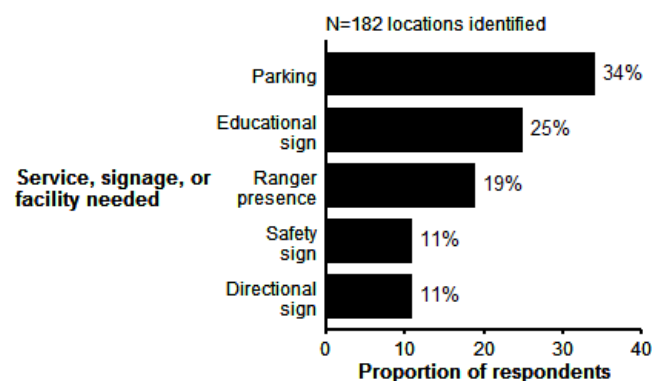 N=182 locations identified
Parking
34%
Educational
sign
25%
Service, signage, or
facility needed
Ranger
presence
19%
Safety
sign
11%
Directional
sign
11%
0 10 20 30 40
Proportion of respondents